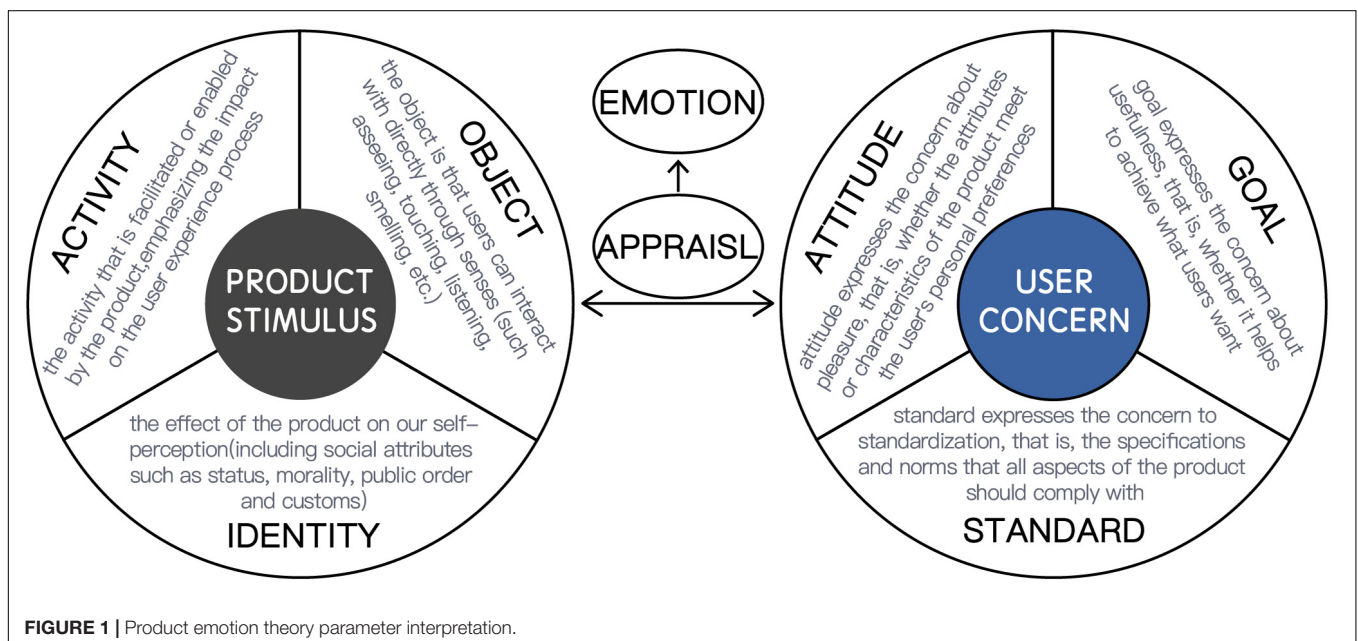 ACTIVITY
the activity that is facilitated or enabled
by the product,emphasizing the impact
on the user experience process
OBJECT
the object is that users can interact
with directly through senses (such
asseeing, touching, listening,
smelling, etc.)
PRODUCT
STIMULUS
the effect of the product on our self-
perception(including social attributes
such as status, morality, public order
and customs)
IDENTITY
EMOTION
APPRAISL
ATTITUDE
attitude expresses the concern about
pleasure, that is, whether the attributes
or characteristics of the product meet
the user's personal preferences
GOAL
goal expresses the concern about
usefulness, that is, whether it helps
to achieve what users want
USER
CONCERN
standard expresses the concern to
standardization, that is, the specifications
and norms that all aspects of the product
should comply with
STANDARD
FIGURE 1 | Product emotion theory parameter interpretation.